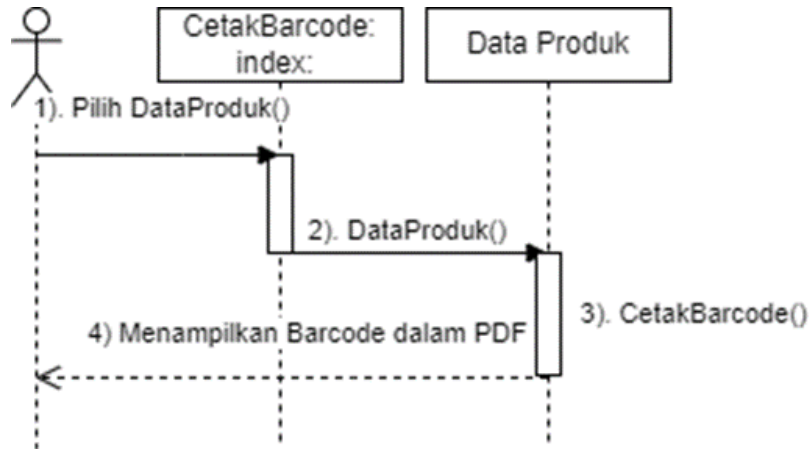 CetakBarcode:
index:
Data Produk
1). Pilih DataProduk()
2). DataProduk()
3). CetakBarcode()
4) Menampilkan Barcode dalam PDF